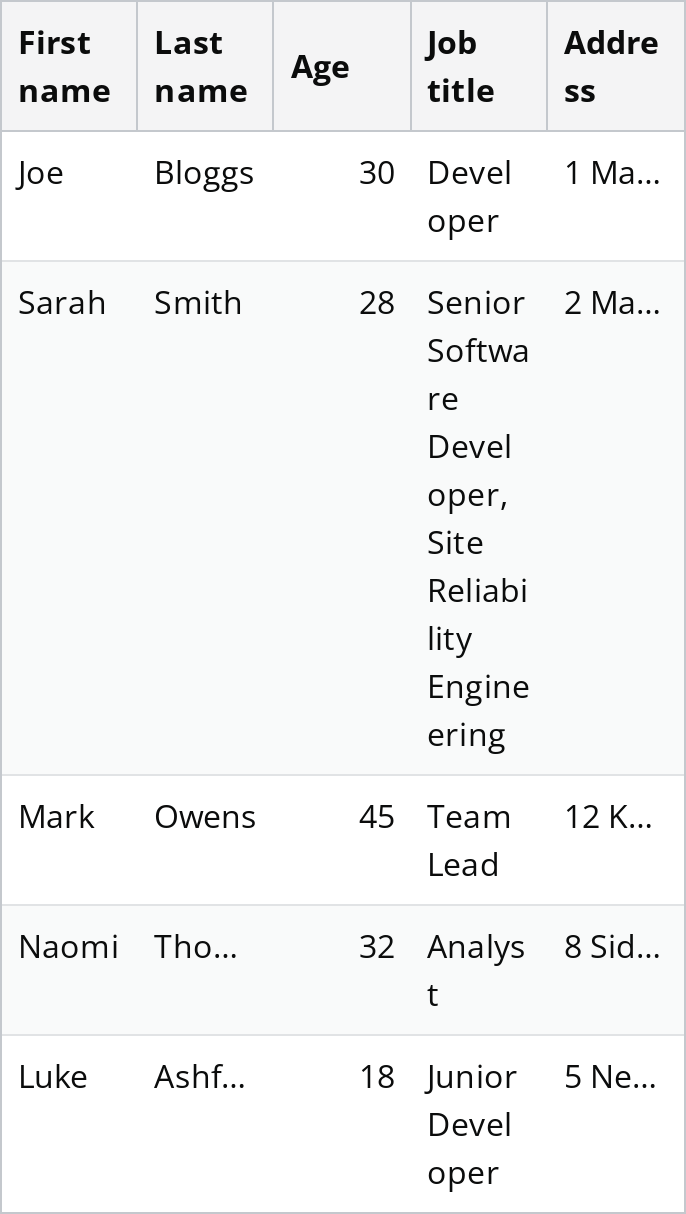 First name Last name Age Job title Address
Joe Bloggs 30 Developer 1 Ma...
Sarah Smith 28 Senior Software Developer, Site Reliability Engineering 2 Ma...
Mark Owens 45 Team Lead 12 K...
Naomi Tho... 32 Analyst 8 Sid...
Luke Ashf... 18 Junior Developer 5 Ne...